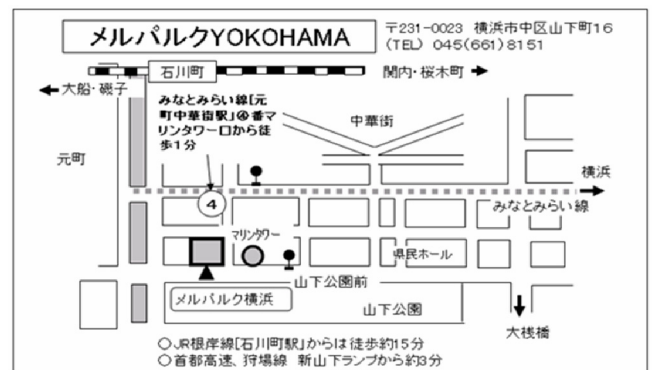 メルパルクYOKOHAMA
〒231-0023 横浜市中区山下町16
(TEL) 045(661)8151
石川町
関内・桜木町
大船・磯子
みなとみらい線「元
町中華街駅」④番マ
リンタワー口から徒
歩1分
中華街
元町
横浜
みなとみらい線
4
マリンタワー
県民ホール
山下公園前
メルパルク横浜
山下公園
大桟橋
○JR根岸線「石川町駅」からは徒歩約15分
○首都高速、狩場線 新山下ランプから約3分